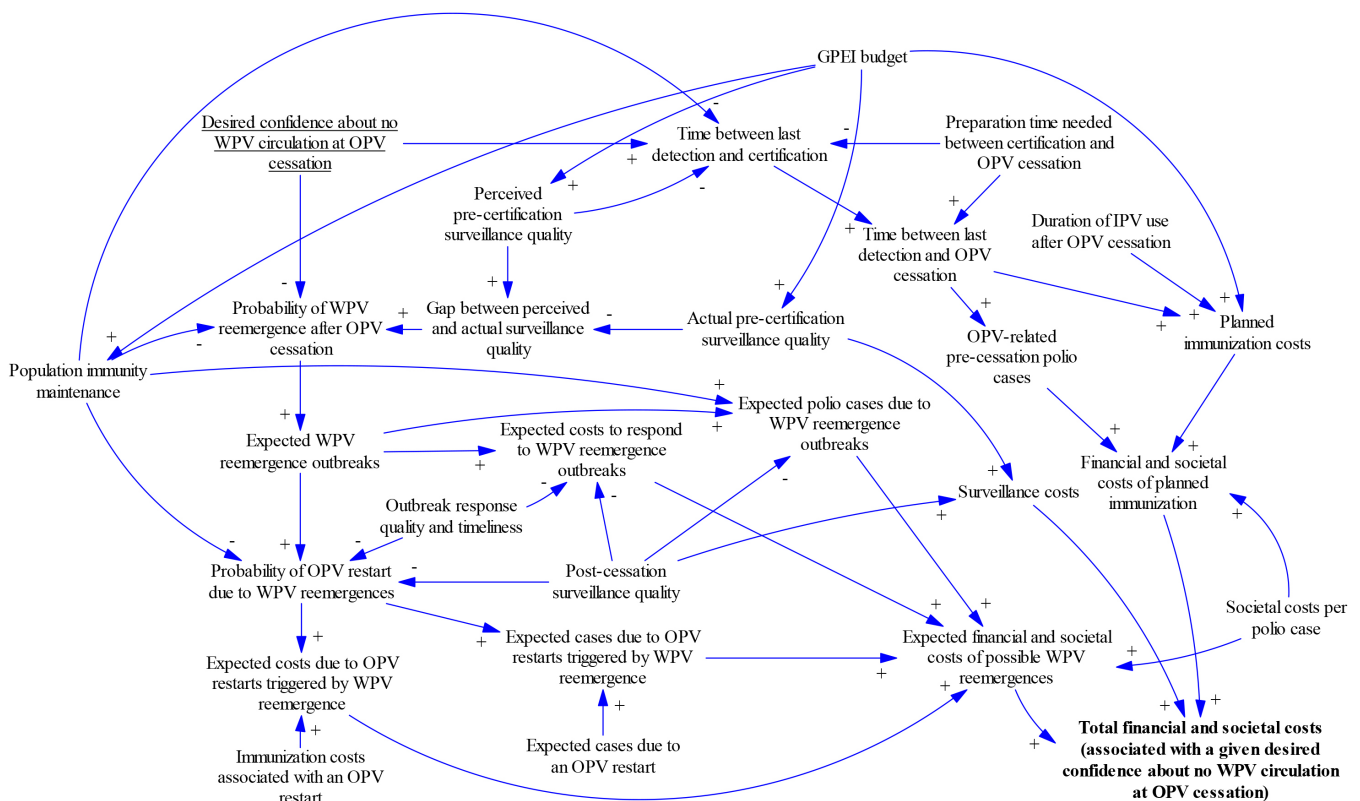 GPEI budget
Desired confidence about no
WPV circulation at OPV
cessation
-
Time between last
detection and certification
-
Preparation time needed
between certification and
OPV cessation
+
-
+
Perceived
pre-certification
surveillance quality
+
Duration of IPV use
after OPV cessation
+
Time between last
detection and OPV
cessation
-
+
+
+
Probability of WPV
reemergence after OPV
cessation
+
Gap between perceived
and actual surveillance
quality
-
Actual pre-certification
surveillance quality
+
+
+
+
Planned
immunization costs
+
-
OPV-related
pre-cessation polio
cases
Population immunity
maintenance
+
+
Expected polio cases due to
WPV reemergence
outbreaks
+
Expected WPV
reemergence outbreaks
+
Expected costs to respond
to WPV reemergence
outbreaks
+
+
Financial and societal
costs of planned
immunization
-
-
-
+
Surveillance costs
+
+
Outbreak response
quality and timeliness
-
-
+
-
Probability of OPV restart
due to WPV reemergences
Post-cessation
surveillance quality
+
+
+
+
Societal costs per
polio case
Expected costs due to OPV
restarts triggered by WPV
reemergence
Expected cases due to OPV
restarts triggered by WPV
reemergence
+
Expected financial and societal
costs of possible WPV
reemergences
+
+
+
+
+
+
+
Immunization costs
associated with an OPV
restart
Expected cases due to
an OPV restart
Total financial and societal costs
(associated with a given desired
confidence about no WPV circulation
at OPV cessation)